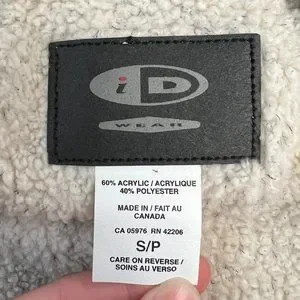 iD
WEAR
60% ACRYLIC / ACRYLIQUE
40% POLYESTER
MADE IN / FAIT AU
CANADA
CA 05976 RN 42206
S/P
CARE ON REVERSE /
SOINS AU VERSO